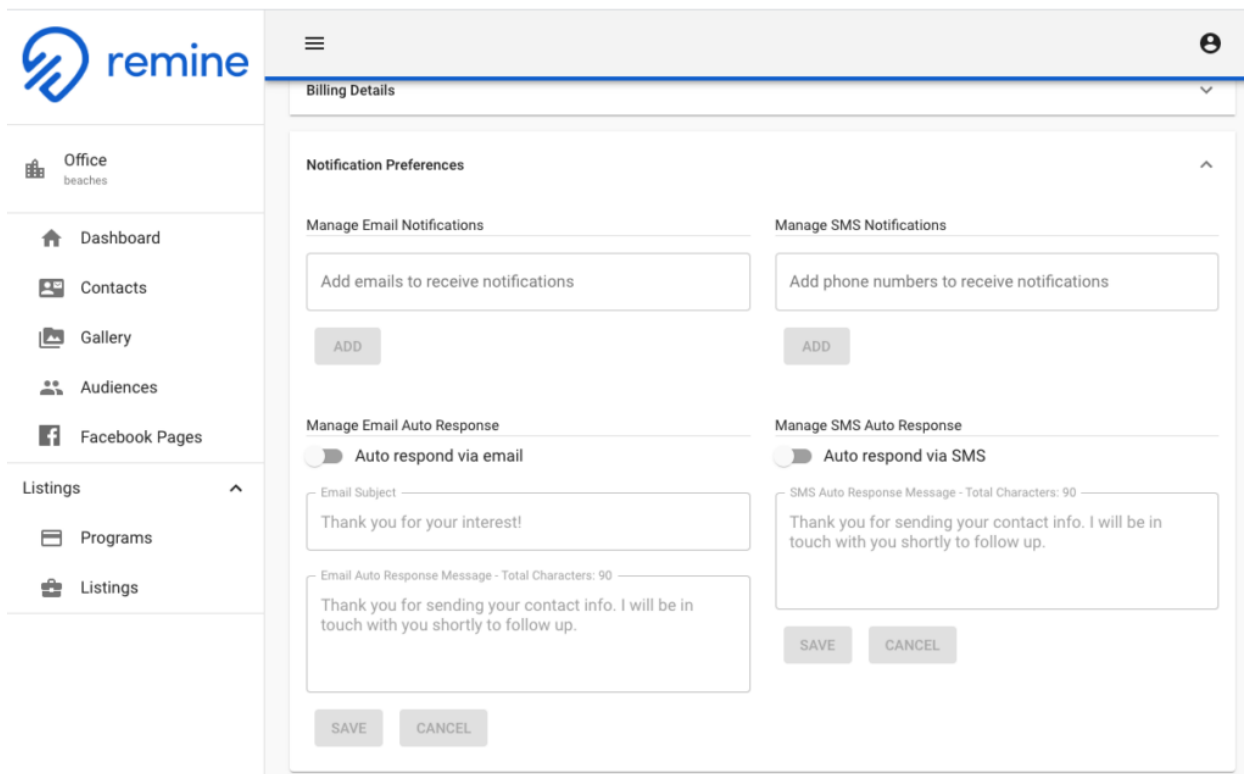 remine
Office
beaches
Dashboard
Contacts
Gallery
Audiences
Facebook Pages
Listings
Programs
Listings
Billing Details
Notification Preferences
Manage Email Notifications
Add emails to receive notifications
ADD
Manage SMS Notifications
Add phone numbers to receive notifications
ADD
Manage Email Auto Response
Auto respond via email
Email Subject
Thank you for your interest!
Email Auto Response Message - Total Characters: 90
Thank you for sending your contact info. I will be in
touch with you shortly to follow up.
SAVE CANCEL
Manage SMS Auto Response
Auto respond via SMS
SMS Auto Response Message - Total Characters: 90
Thank you for sending your contact info. I will be in
touch with you shortly to follow up.
SAVE CANCEL